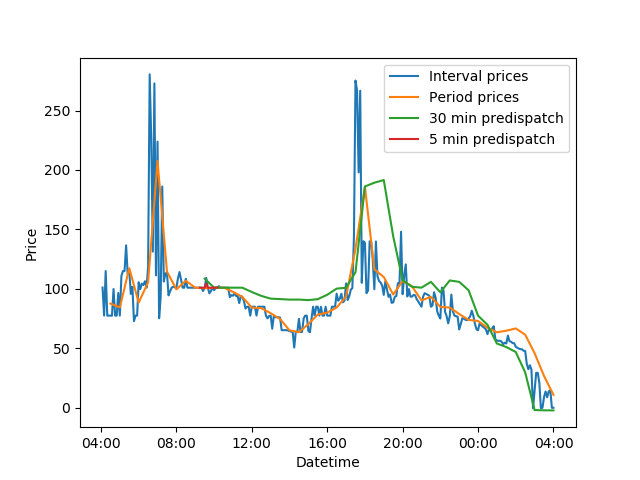 Interval prices
Period prices
30 min predispatch
5 min predispatch
250
200
150
100
50
0
Price
04:00 08:00 12:00 16:00 20:00 00:00 04:00
Datetime